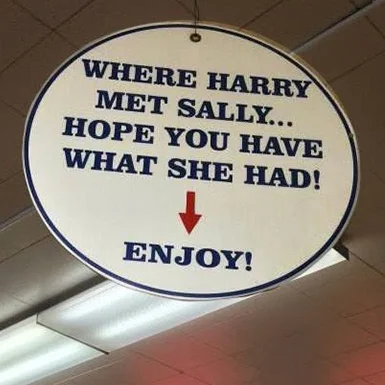 WHERE HARRY
MET SALLY...
HOPE YOU HAVE
WHAT SHE HAD!
ENJOY!